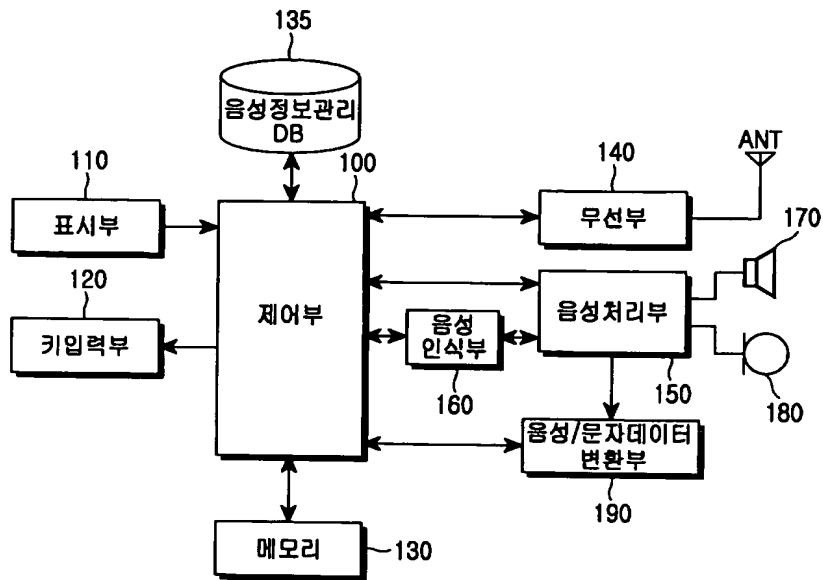 135
음성정보관리
DB
110
표시부
100
140
무선부
ANT
170
120
키입력부
제어부
음성
인식부
160
음성처리부
150
180
음성/문자데이터
변환부
190
메모리
130